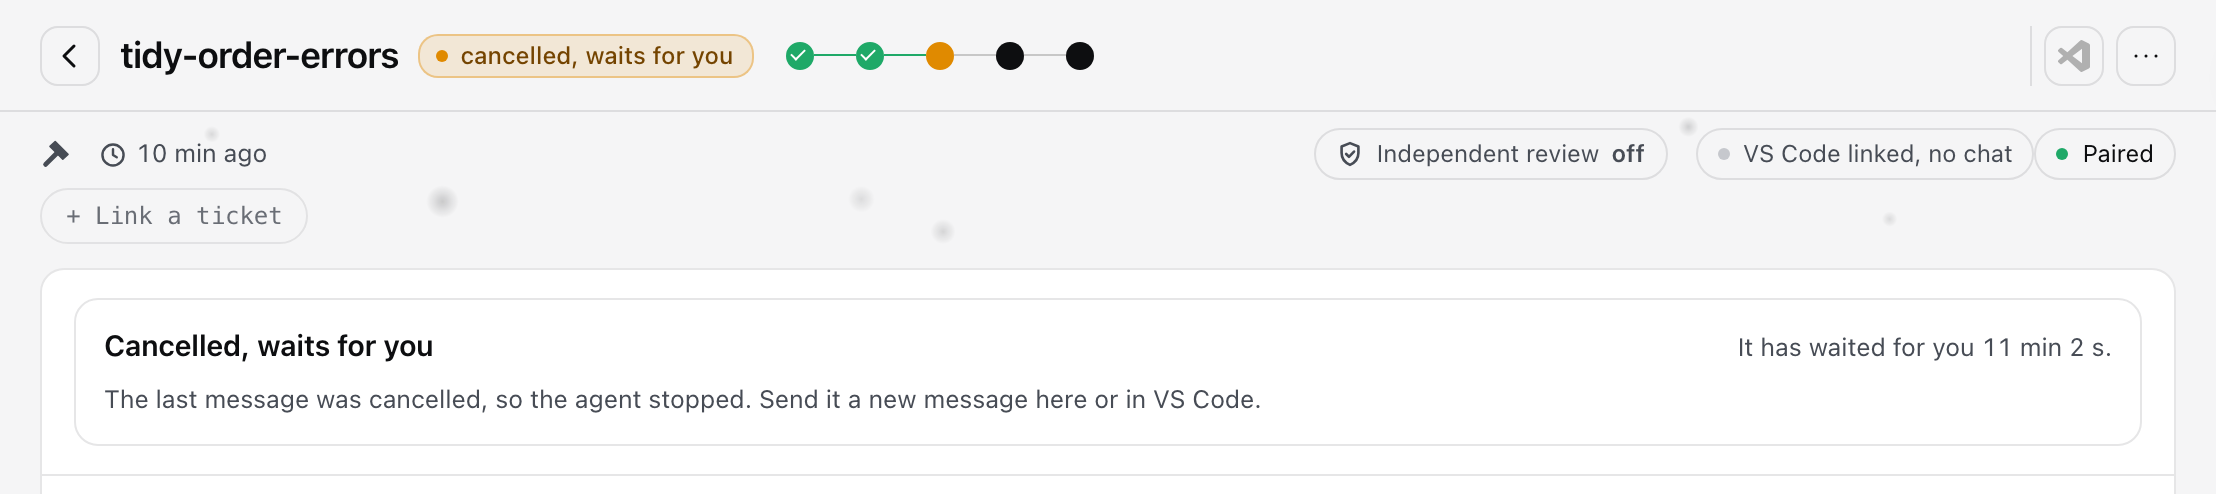 tidy-order-errors
cancelled, waits for you
10 min ago
Independent review off
VS Code linked, no chat
Paired
+ Link a ticket
Cancelled, waits for you
It has waited for you 11 min 2 s.
The last message was cancelled, so the agent stopped. Send it a new message here or in VS Code.